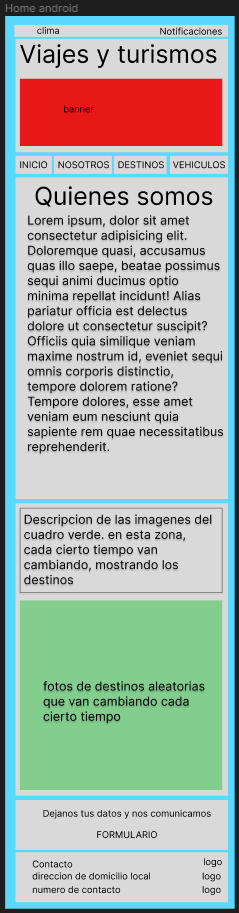 Home android
clima Notificaciones
Viajes y turismos
banner
INICIO NOSOTROS DESTINOS VEHICULOS
Quienes somos
Lorem ipsum, dolor sit amet
consectetur adipisicing elit.
Doloremque quasi, accusamus
quas illo saepe, beatae possimus
sequi animi ducimus optio
minima repellat incidunt! Alias
pariatur officia est delectus
dolore ut consectetur suscipit?
Officiis quia similique veniam
maxime nostrum id, eveniet sequi
omnis corporis distinctio,
tempore dolorem ratione?
Tempore dolores, esse amet
veniam eum nesciunt quia
sapiente rem quae necessitatibus
reprehenderit.
Descripcion de las imagenes del
cuadro verde. en esta zona,
cada cierto tiempo van
cambiando, mostrando los
destinos
fotos de destinos aleatorias
que van cambiando cada
cierto tiempo
Dejanos tus datos y nos comunicamos
FORMULARIO
Contacto logo
direccion de domicilio local logo
numero de contacto logo